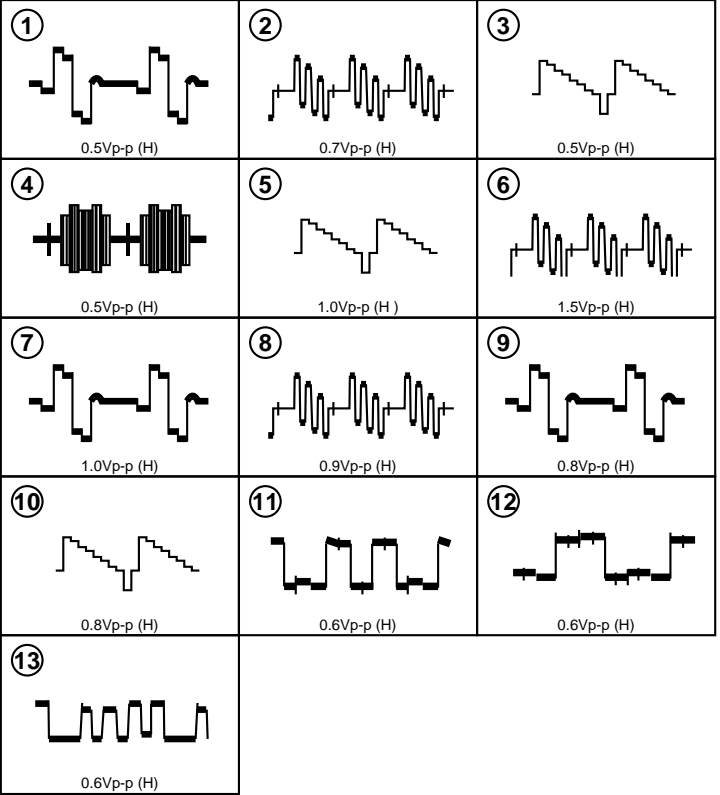 1 2 3
0.5Vp-p (H) 0.7Vp-p (H) 0.5Vp-p (H)
4 5 6
0.5Vp-p (H) 1.0Vp-p (H ) 1.5Vp-p (H)
7 8 9
1.0Vp-p (H) 0.9Vp-p (H) 0.8Vp-p (H)
10 11 12
0.8Vp-p (H) 0.6Vp-p (H) 0.6Vp-p (H)
13
0.6Vp-p (H)